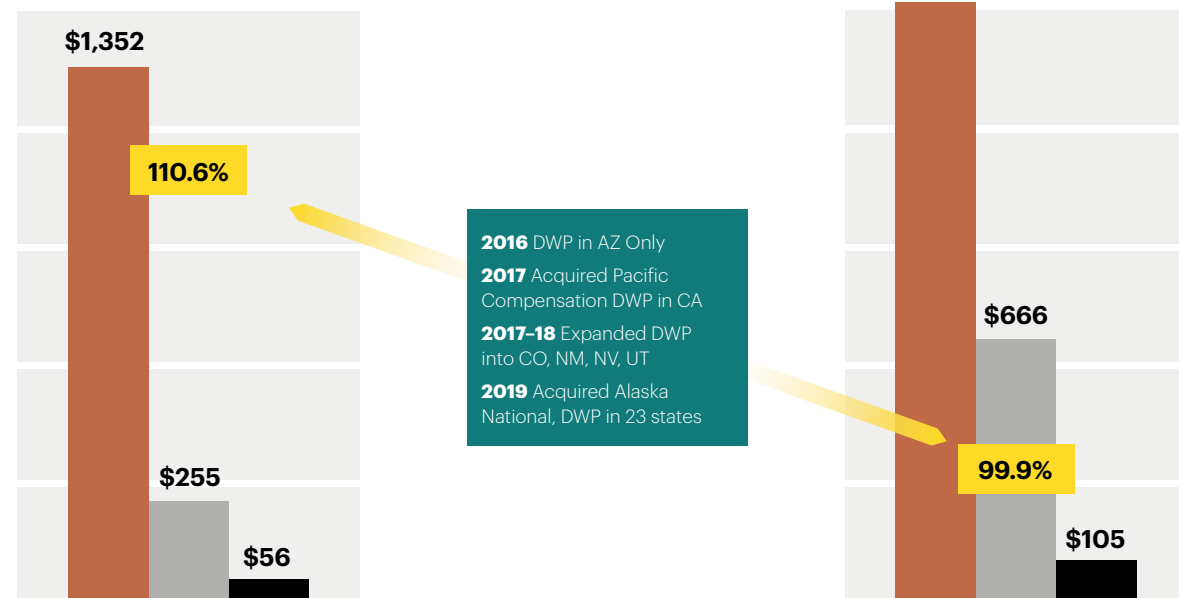 $1,352
110.6%
$255
$56
2016 DWP in AZ Only
2017 Acquired Pacific
Compensation DWP in CA
2017–18 Expanded DWP
into CO, NM, NV, UT
2019 Acquired Alaska
National, DWP in 23 states
$666
99.9%
$105